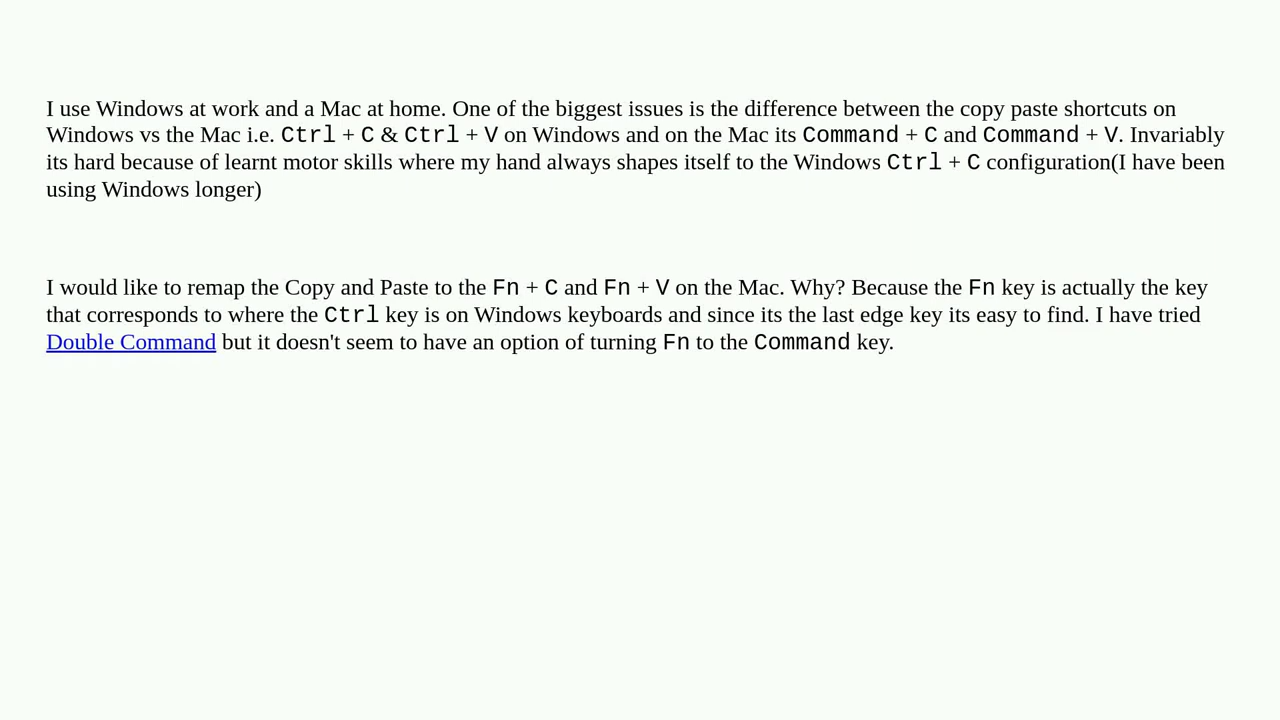 I use Windows at work and a Mac at home. One of the biggest issues is the difference between the copy paste shortcuts on
Windows vs the Mac i.e. Ctrl + C & Ctrl + V on Windows and on the Mac its Command + C and Command + V. Invariably
its hard because of learnt motor skills where my hand always shapes itself to the Windows Ctrl + C configuration(I have been
using Windows longer)
I would like to remap the Copy and Paste to the Fn + C and Fn + V on the Mac. Why? Because the Fn key is actually the key
that corresponds to where the Ctrl key is on Windows keyboards and since its the last edge key its easy to find. I have tried
Double Command but it doesn't seem to have an option of turning Fn to the Command key.